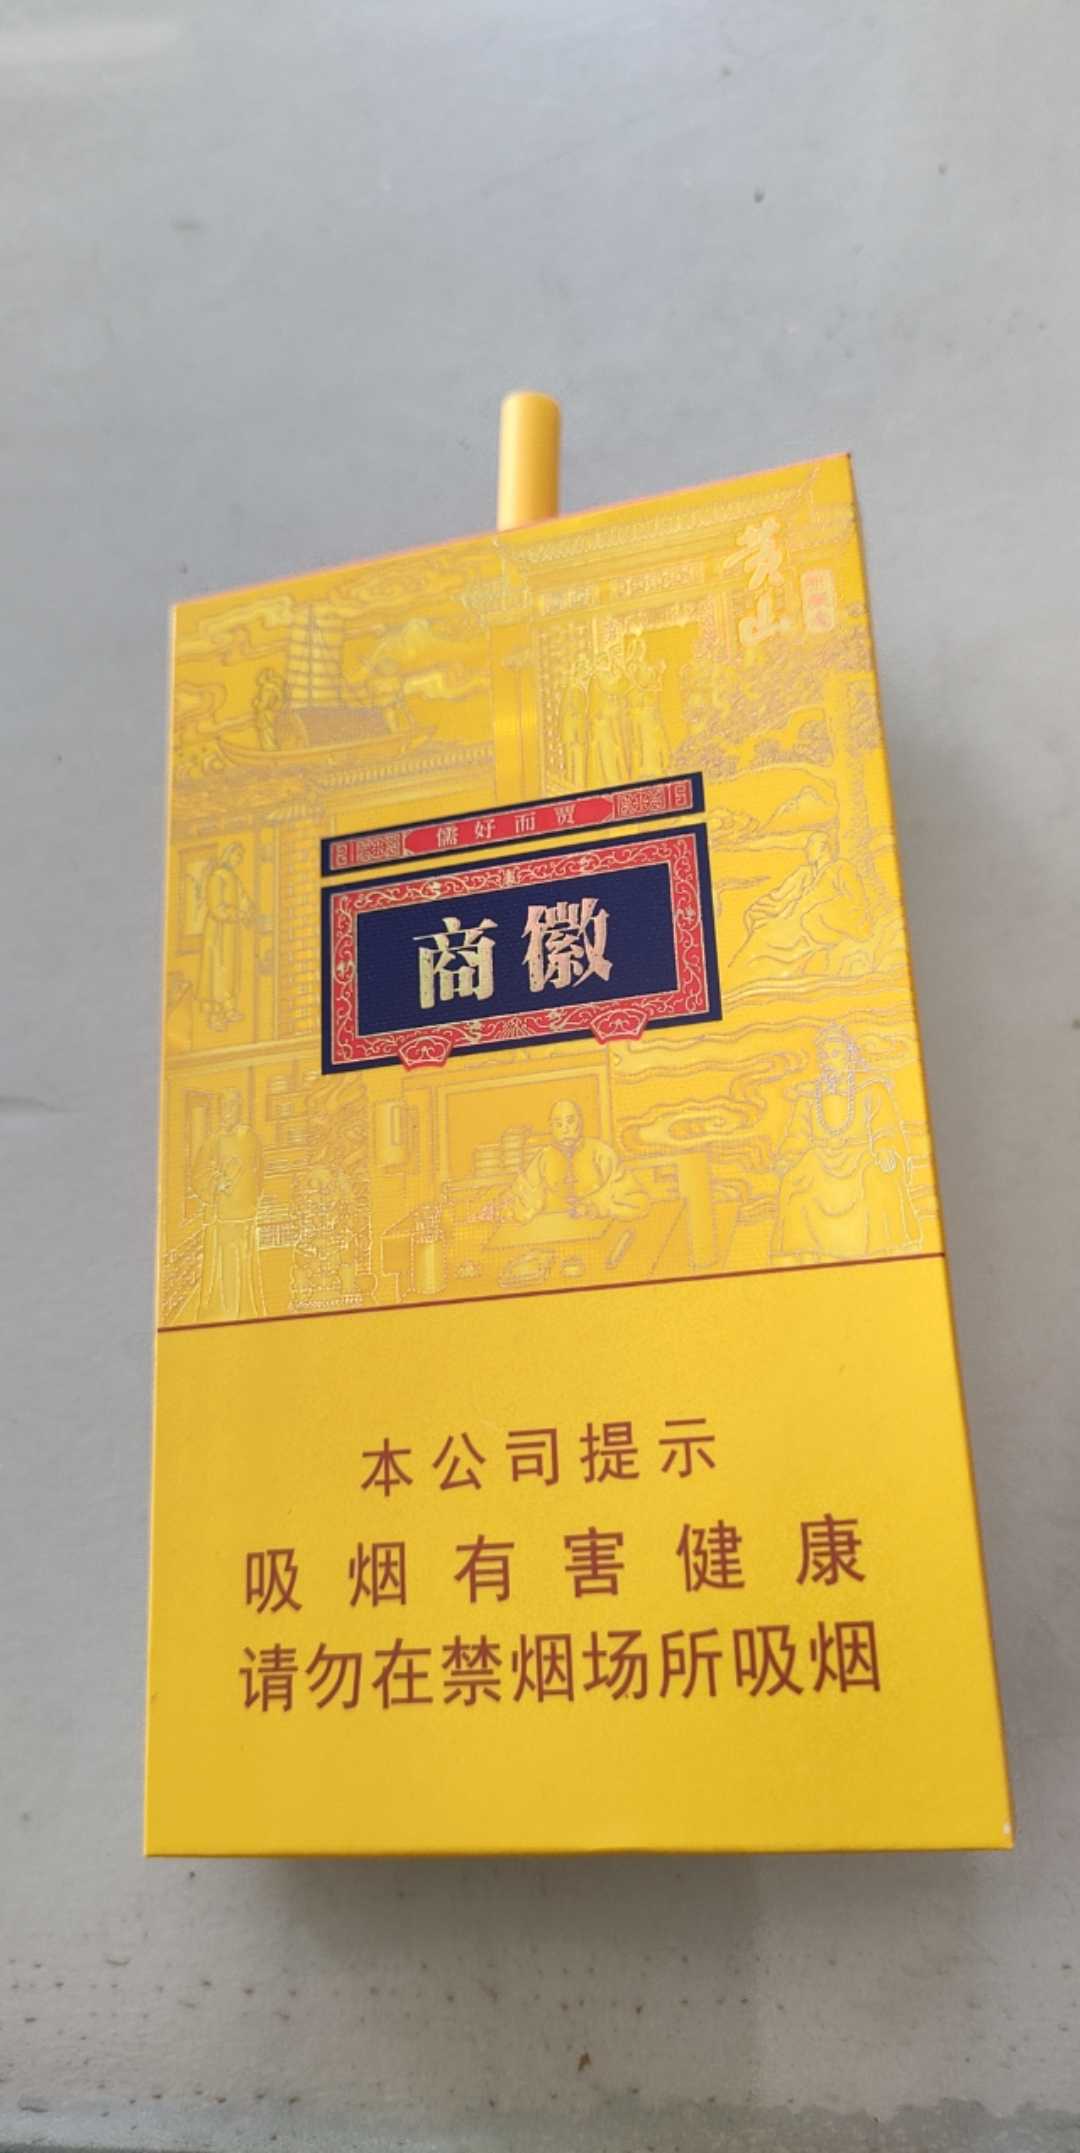 黄山
儒好而贾
商徽
本公司提示
吸烟有害健康
请勿在禁烟场所吸烟